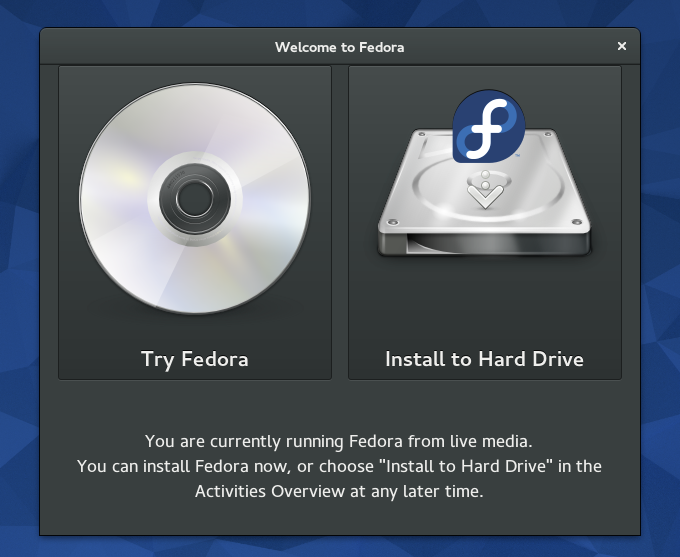 Welcome to Fedora
Try Fedora
Install to Hard Drive
You are currently running Fedora from live media.
You can install Fedora now, or choose "Install to Hard Drive" in the
Activities Overview at any later time.